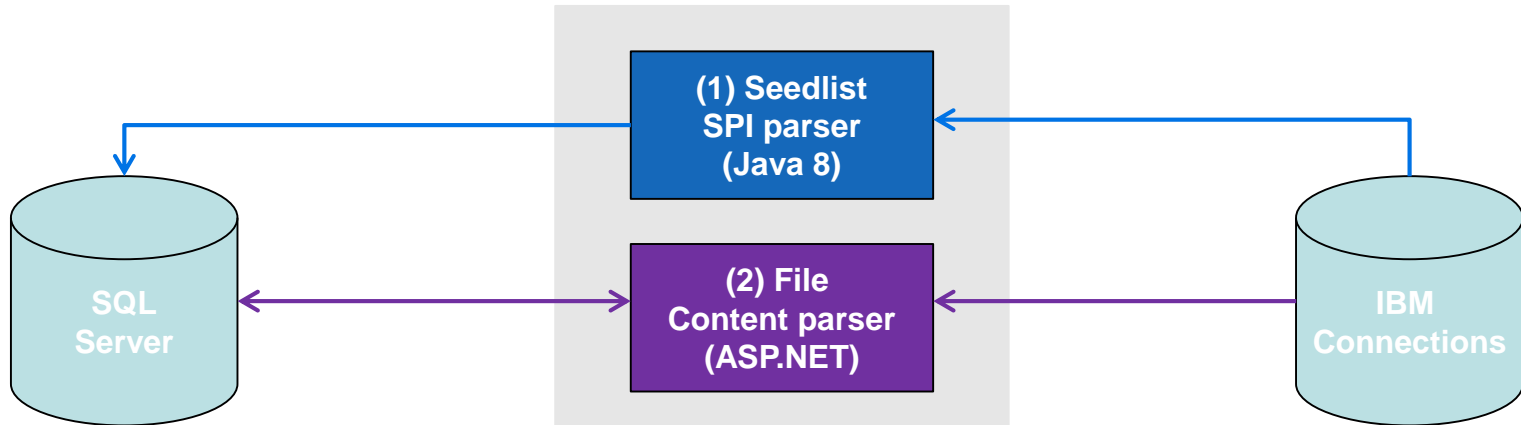 (1) Seedlist
SPI parser
(Java 8)
(2) File
Content parser
(ASP.NET)
SQL
Server
IBM
Connections